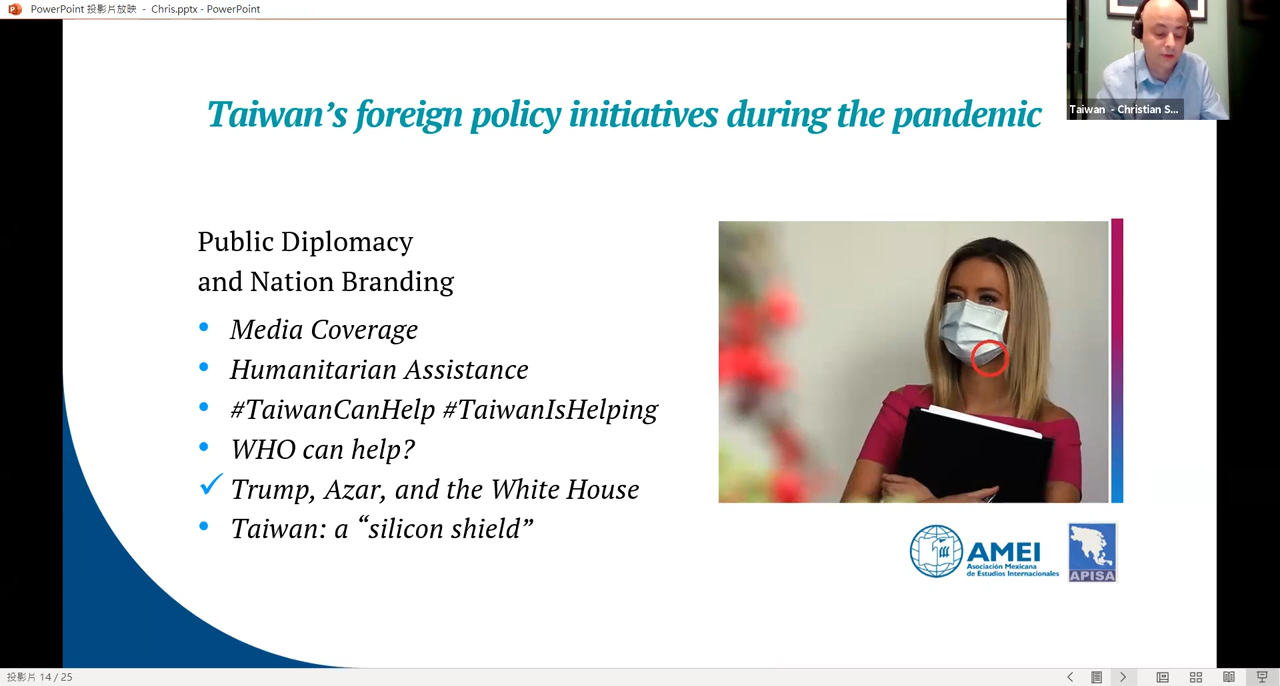 PowerPoint 投影片放映 - Chris.pptx - PowerPoint
Taiwan - Christian S...
Taiwan’s foreign policy initiatives during the pandemic
Public Diplomacy
and Nation Branding
Media Coverage
Humanitarian Assistance
#TaiwanCanHelp #TaiwanIsHelping
WHO can help?
Trump, Azar, and the White House
Taiwan: a “silicon shield”
AMEI
Asociación Mexicana
de Estudios Internacionales
APISA
投影片 14 / 25